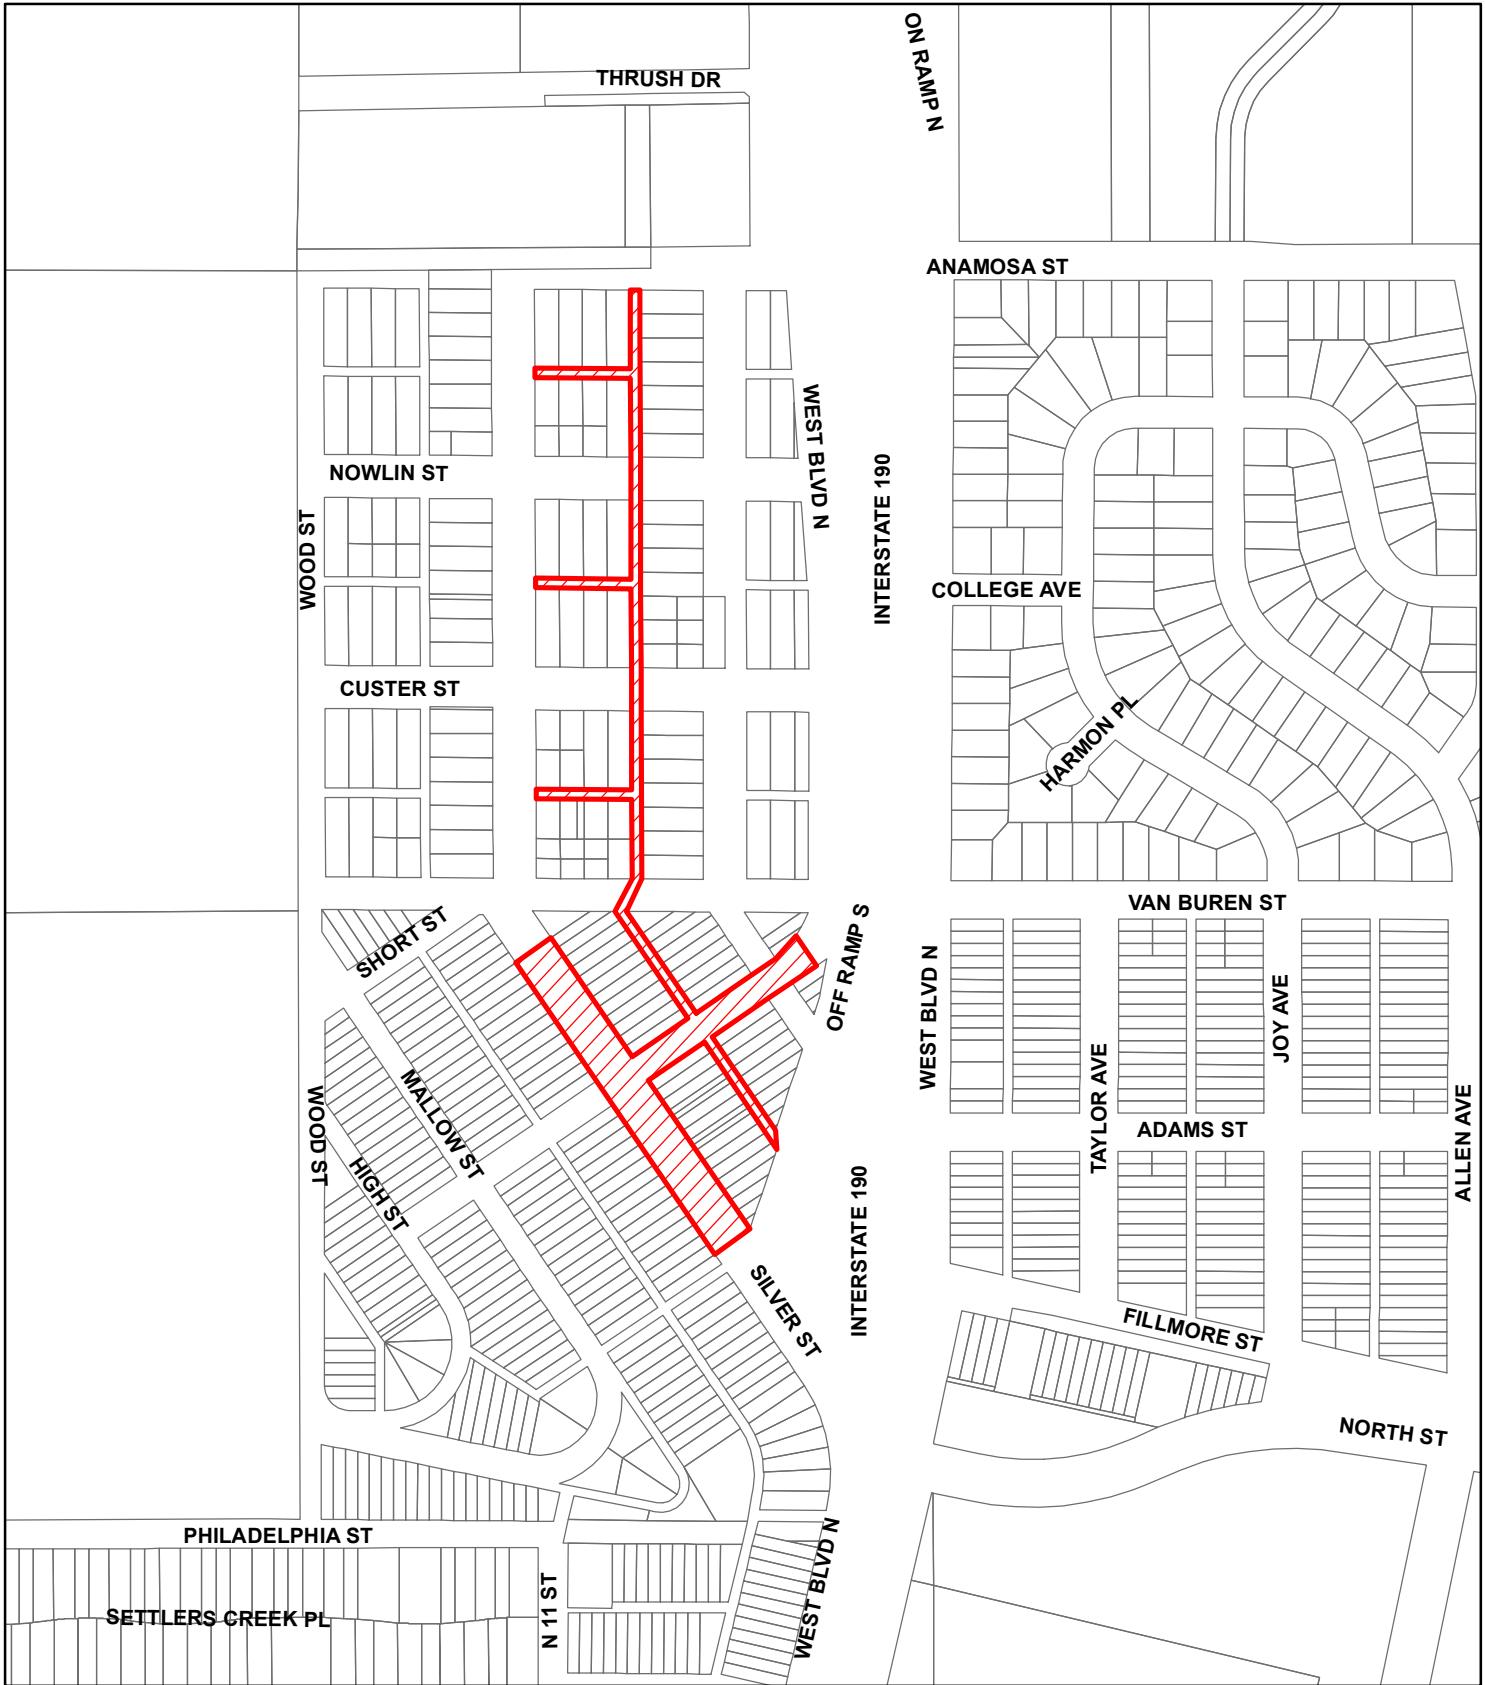 THRUSH DR
ON RAMP N
ANAMOSA ST
WEST BLVD N
NOWLIN ST
INTERSTATE 190
WOOD ST
COLLEGE AVE
CUSTER ST
HARMON PL
VAN BUREN ST
SHORT ST
OFF RAMP S
WEST BLVD N
JOY AVE
TAYLOR AVE
MALLOW ST
WOOD ST
ADAMS ST
ALLEN AVE
HIGH ST
INTERSTATE 190
SILVER ST
FILLMORE ST
NORTH ST
PHILADELPHIA ST
WEST BLVD N
N 11 ST
SETTLERS CREEK PL